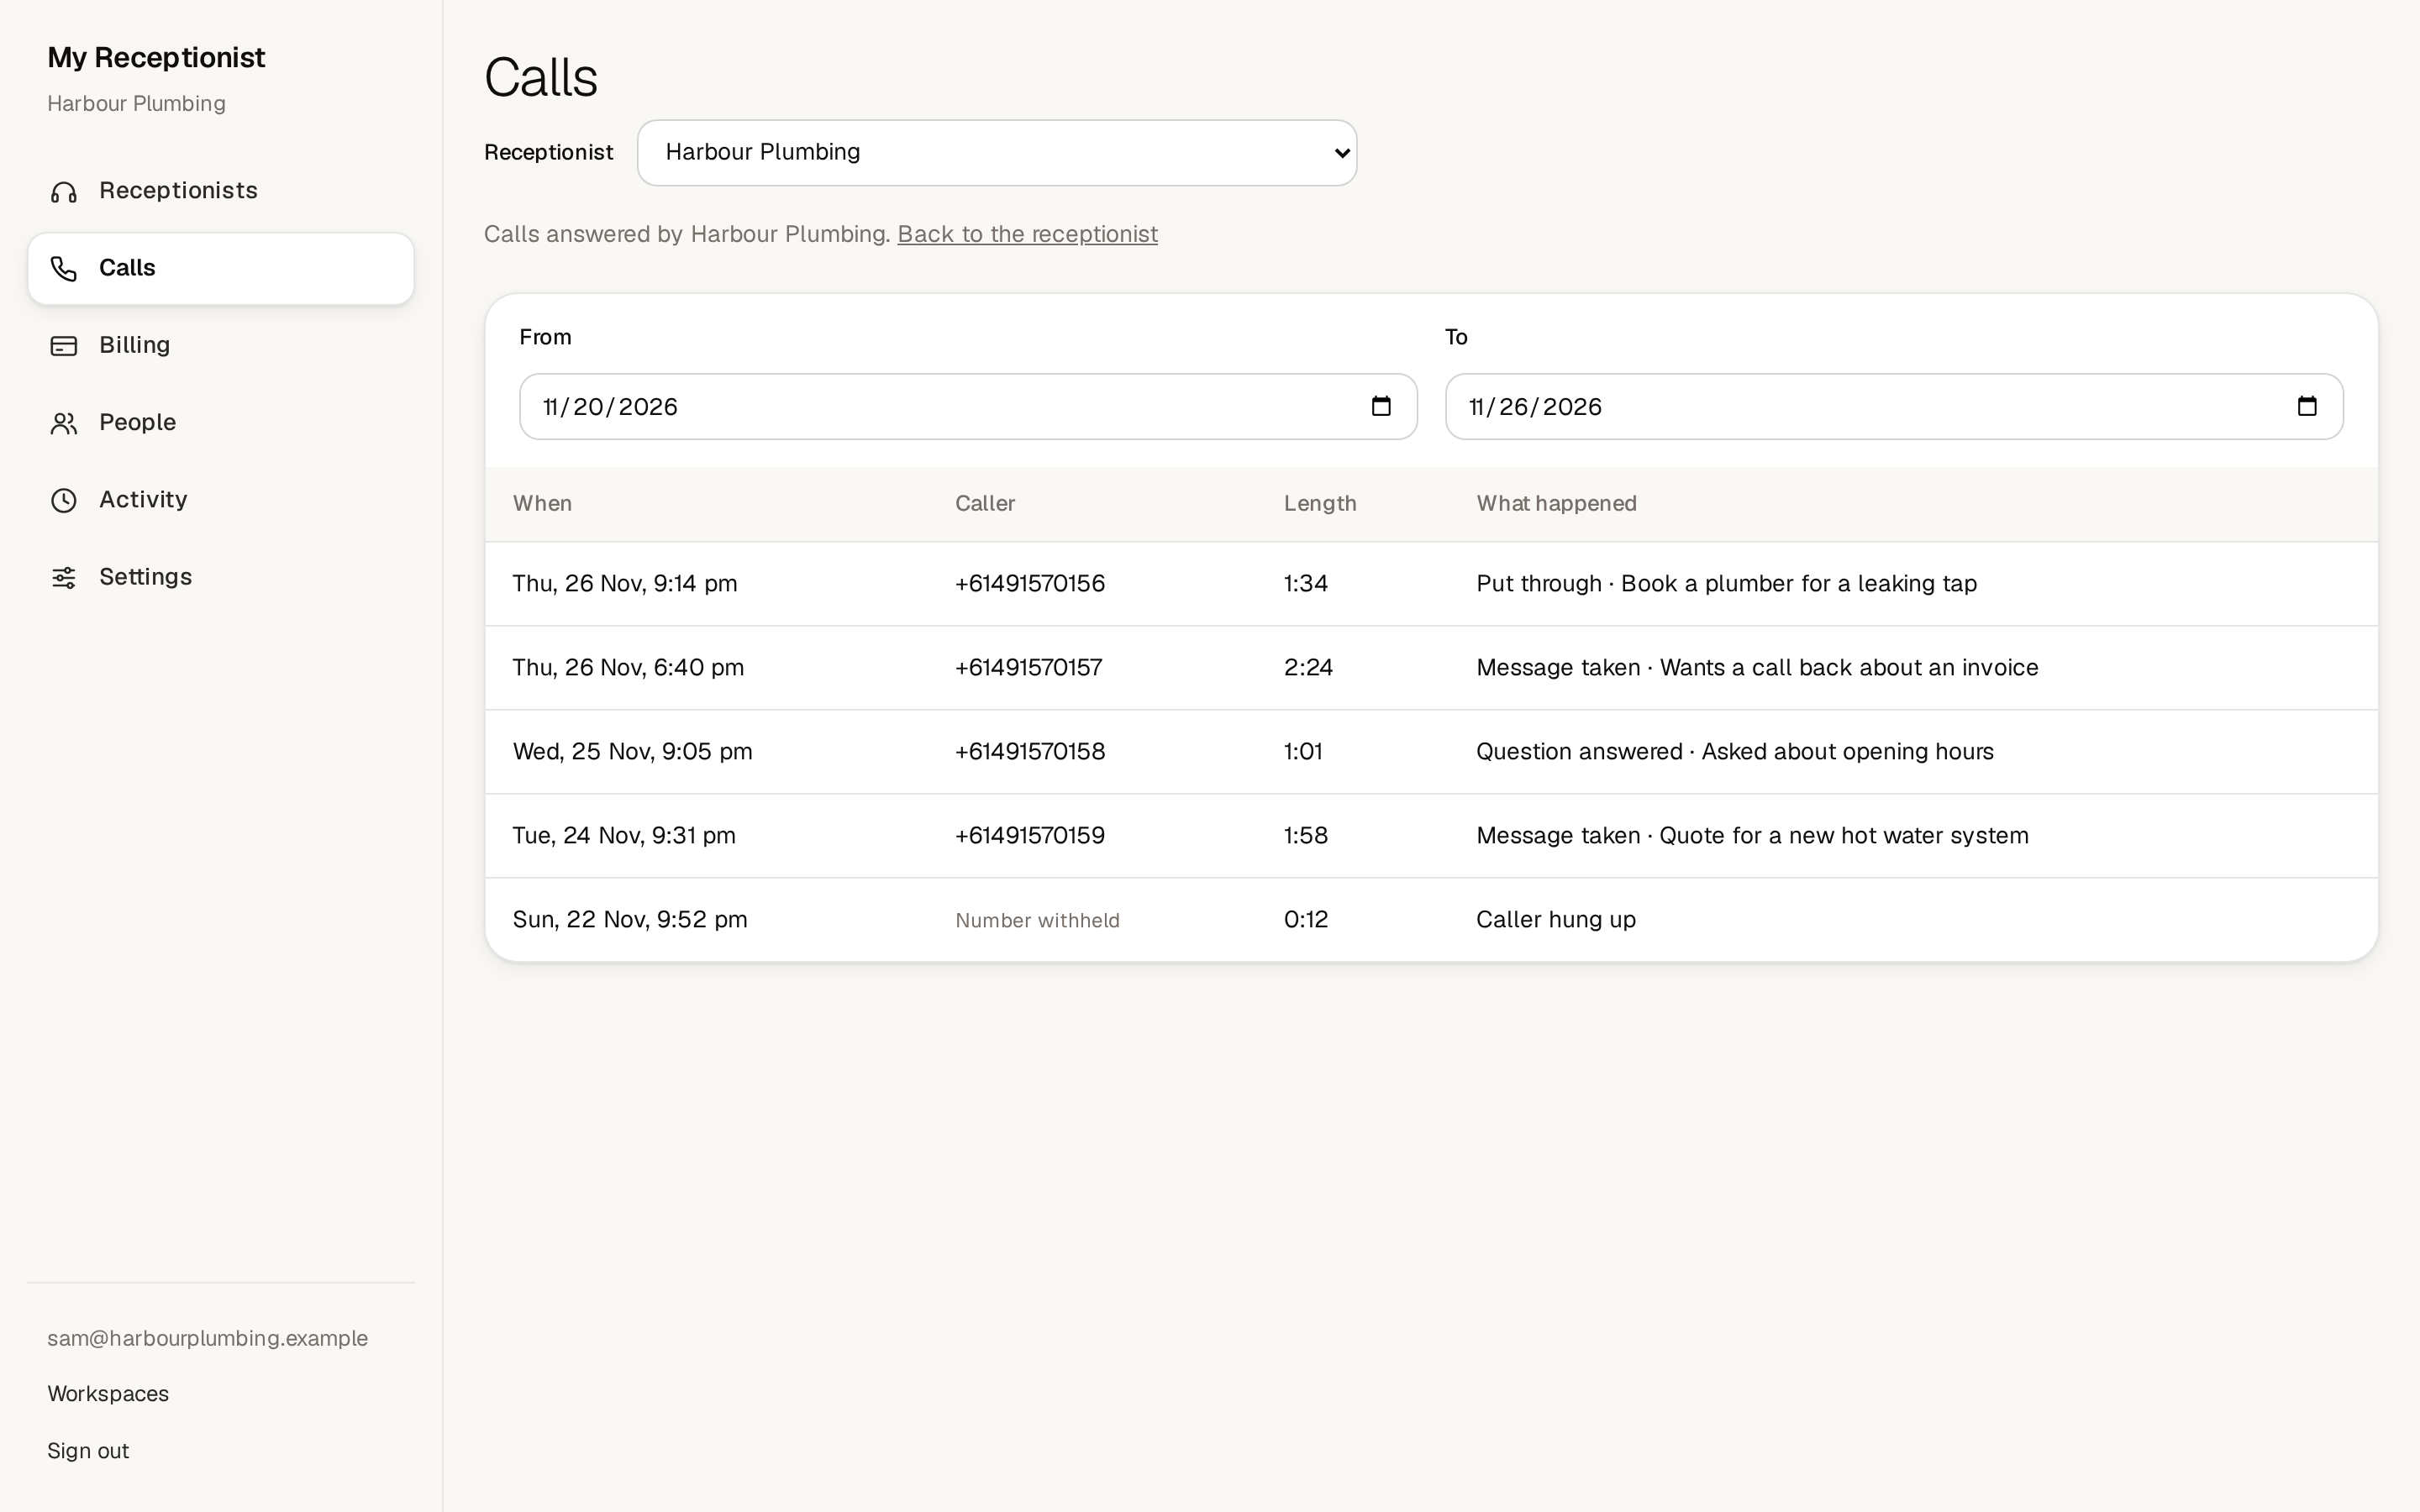 My Receptionist
Harbour Plumbing
Receptionists
Calls
Billing
People
Activity
Settings
sam@harbourplumbing.example
Workspaces
Sign out
Calls
Receptionist Harbour Plumbing
Calls answered by Harbour Plumbing. Back to the receptionist
From To
11/20/2026 11/26/2026
When Caller Length What happened
Thu, 26 Nov, 9:14 pm +61491570156 1:34 Put through · Book a plumber for a leaking tap
Thu, 26 Nov, 6:40 pm +61491570157 2:24 Message taken · Wants a call back about an invoice
Wed, 25 Nov, 9:05 pm +61491570158 1:01 Question answered · Asked about opening hours
Tue, 24 Nov, 9:31 pm +61491570159 1:58 Message taken · Quote for a new hot water system
Sun, 22 Nov, 9:52 pm Number withheld 0:12 Caller hung up